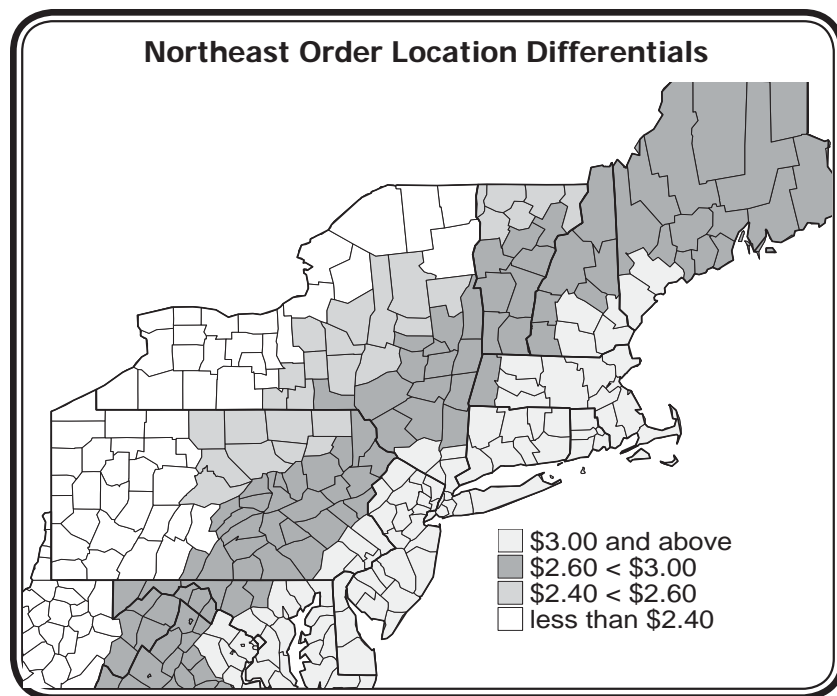 Northeast Order Location Differentials
$3.00 and above
$2.60 < $3.00
$2.40 < $2.60
less than $2.40